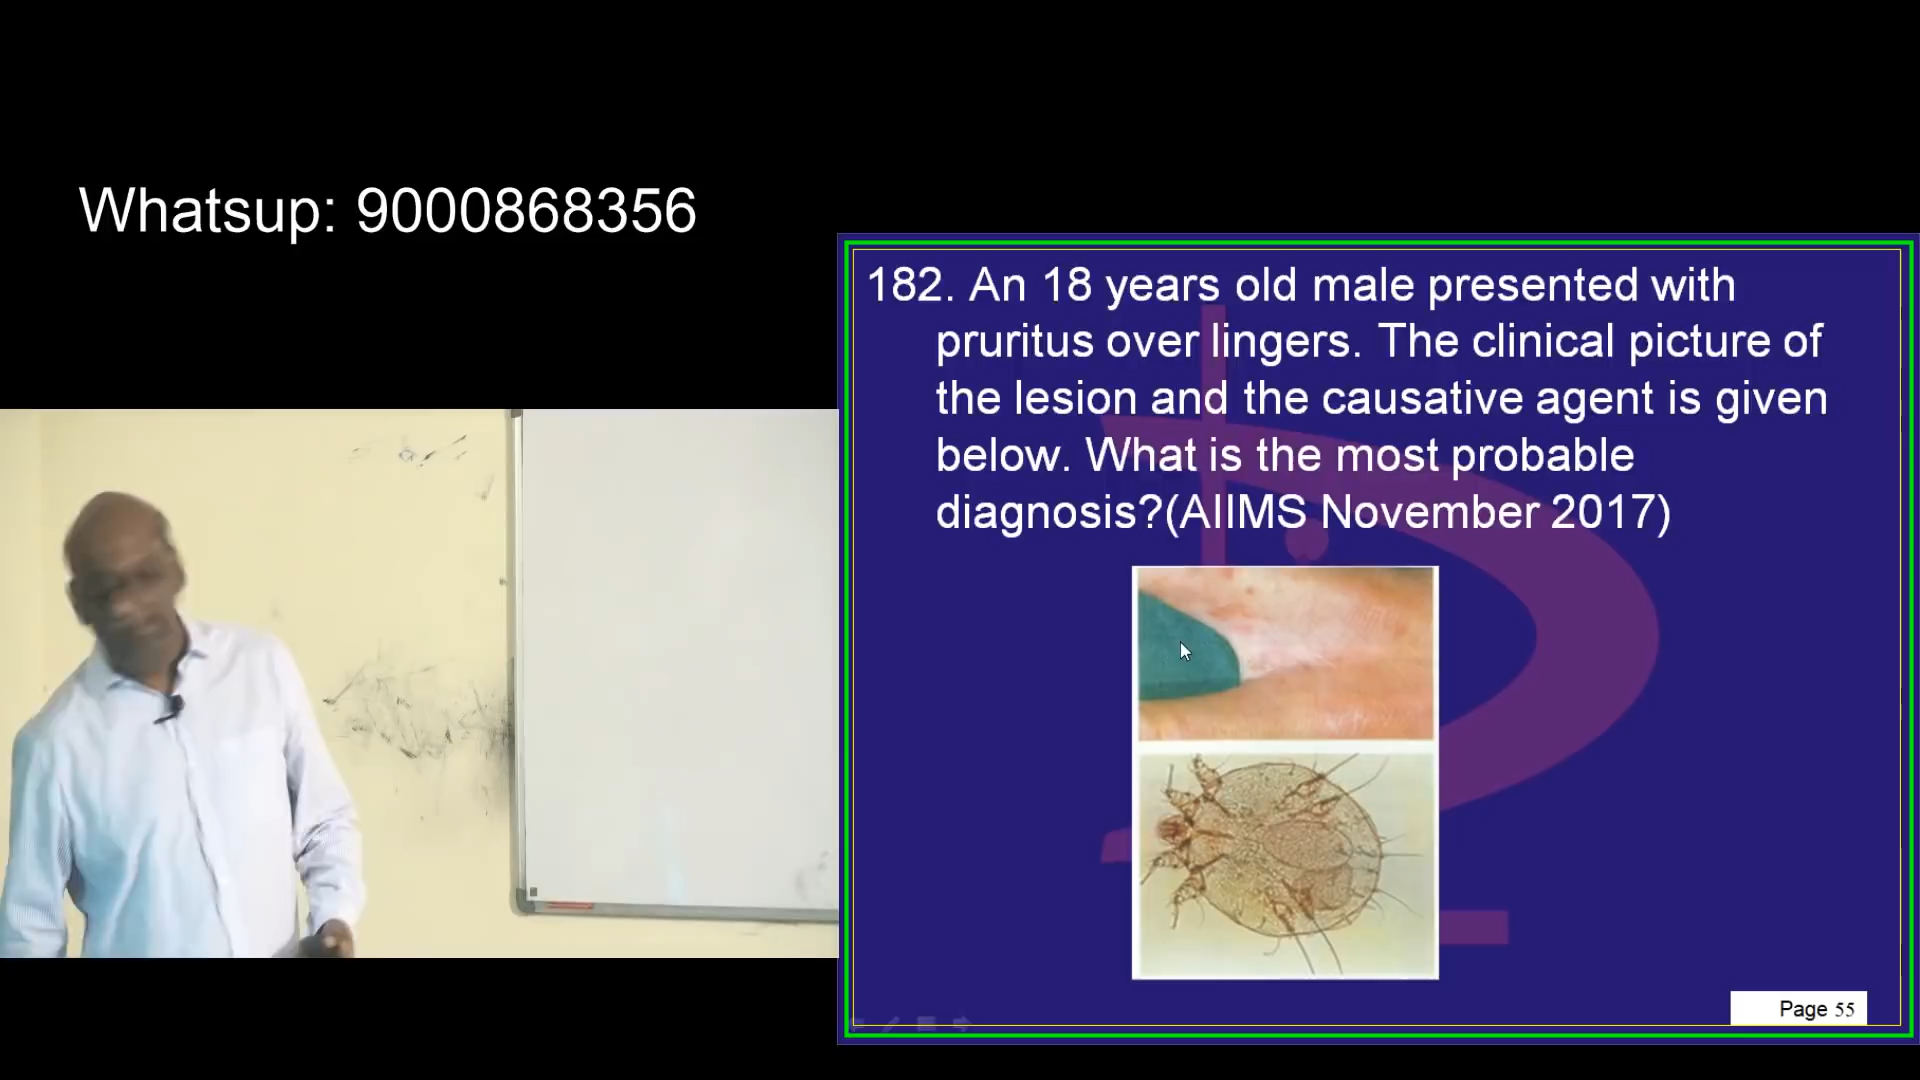 Whatsup: 9000868356
182. An 18 years old male presented with
pruritus over lingers. The clinical picture of
the lesion and the causative agent is given
below. What is the most probable
diagnosis?(AIIMS November 2017)
Page 55